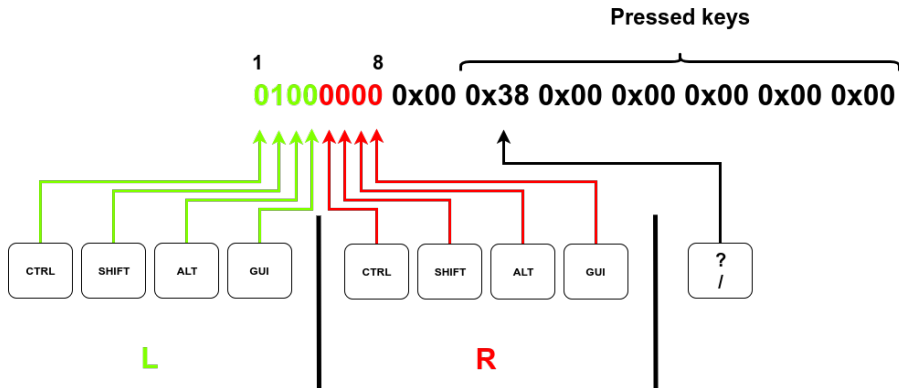 Pressed keys
1 8
01000000 0x00 0x38 0x00 0x00 0x00 0x00 0x00
CTRL SHIFT ALT GUI CTRL SHIFT ALT GUI ?
/
L R